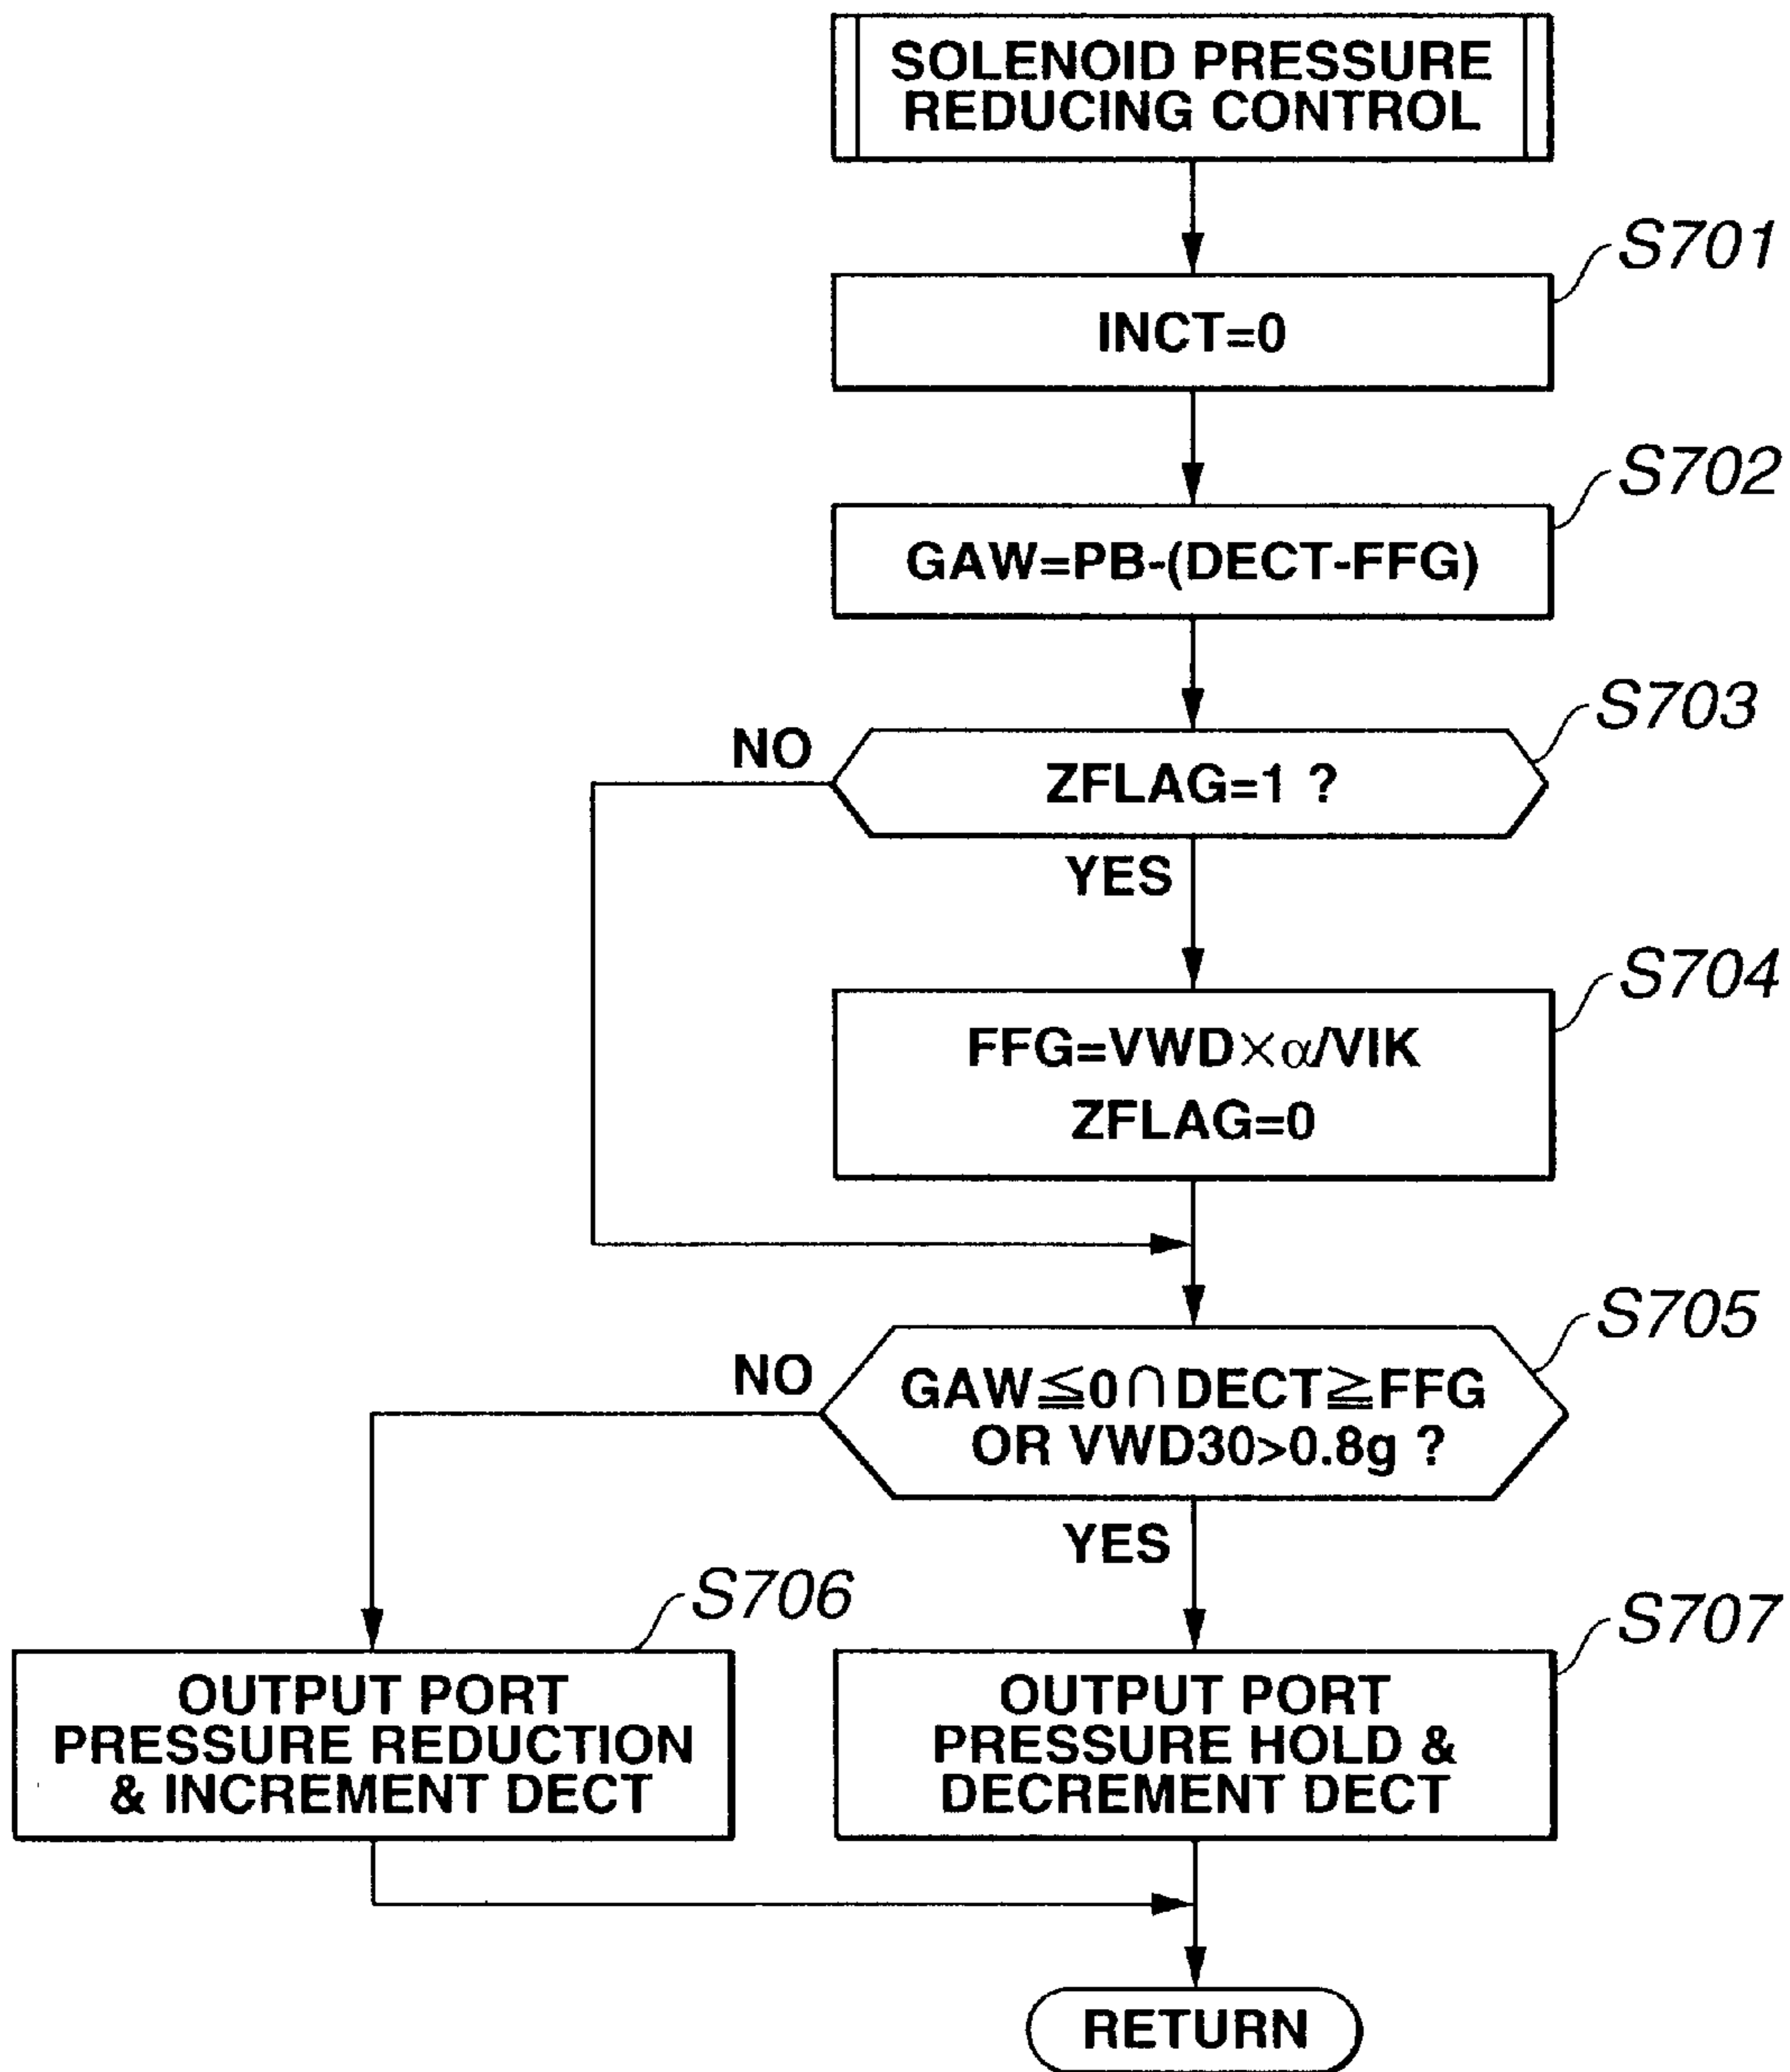 SOLENOID PRESSURE
REDUCING CONTROL
S701
INCT=0
S702
GAW=PB-(DECT-FFG)
S703
NO
ZFLAG=1 ?
YES
S704
FFG=VWD×α/VIK
ZFLAG=0
S705
NO
GAW≦0∩DECT≧FFG
OR VWD30>0.8g ?
YES
S706
OUTPUT PORT
PRESSURE REDUCTION
& INCREMENT DECT
S707
OUTPUT PORT
PRESSURE HOLD &
DECREMENT DECT
RETURN